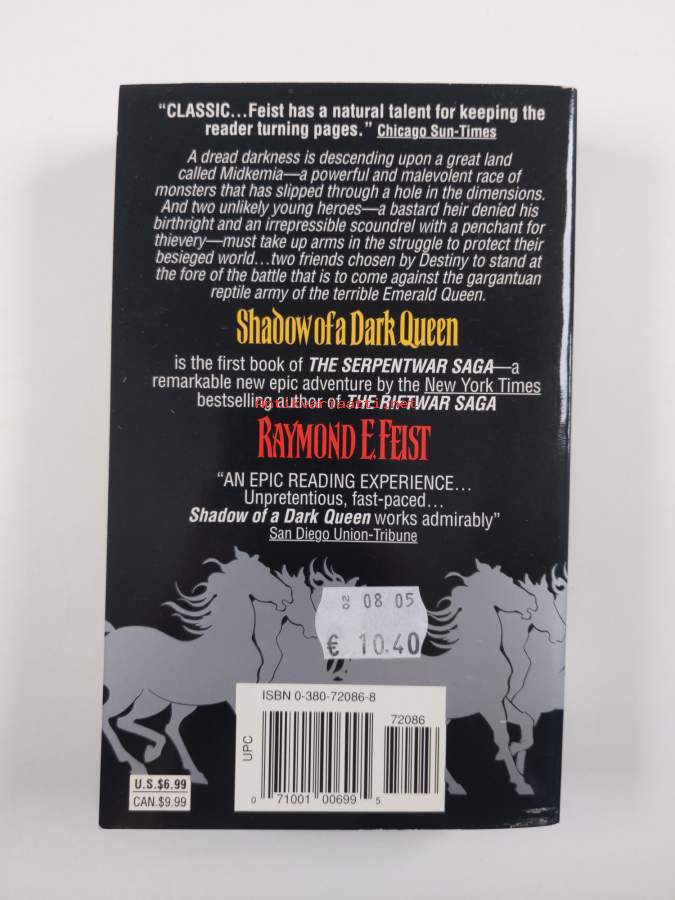 “CLASSIC...Feist has a natural talent for keeping the
reader turning pages.” Chicago Sun-Times
A dread darkness is descending upon a great land
called Midkemia—a powerful and malevolent race of
monsters that has slipped through a hole in the dimensions.
And two unlikely young heroes—a bastard heir denied his
birthright and an irrepressible scoundrel with a penchant for
thievery—must take up arms in the struggle to protect their
besieged world...two friends chosen by Destiny to stand at
the fore of the battle that is to come against the gargantuan
reptile army of the terrible Emerald Queen.
Shadow of a Dark Queen
is the first book of THE SERPENTWAR SAGA—a
remarkable new epic adventure by the New York Times
bestselling author of THE RIFTWAR SAGA
RAYMOND E. FEIST
“AN EPIC READING EXPERIENCE...
Unpretentious, fast-paced...
Shadow of a Dark Queen works admirably”
San Diego Union-Tribune
02 08 05
€ 10.40
ISBN 0-380-72086-8
72086
UPC
0 71001 00699 5
U.S.$6.99
CAN.$9.99